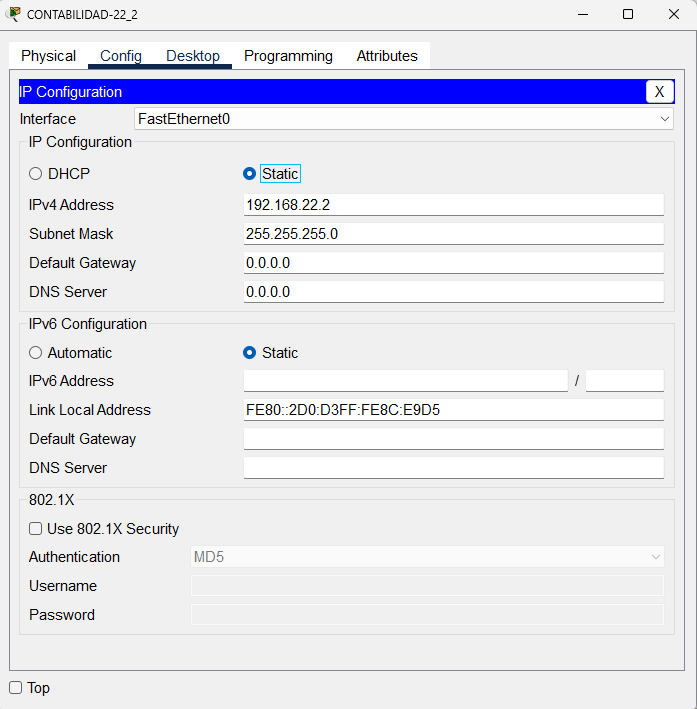 CONTABILIDAD-22_2
Physical Config Desktop Programming Attributes
IP Configuration X
Interface FastEthernet0
IP Configuration
DHCP Static
IPv4 Address 192.168.22.2
Subnet Mask 255.255.255.0
Default Gateway 0.0.0.0
DNS Server 0.0.0.0
IPv6 Configuration
Automatic Static
IPv6 Address /
Link Local Address FE80::2D0:D3FF:FE8C:E9D5
Default Gateway
DNS Server
802.1X
Use 802.1X Security
Authentication MD5
Username
Password
Top